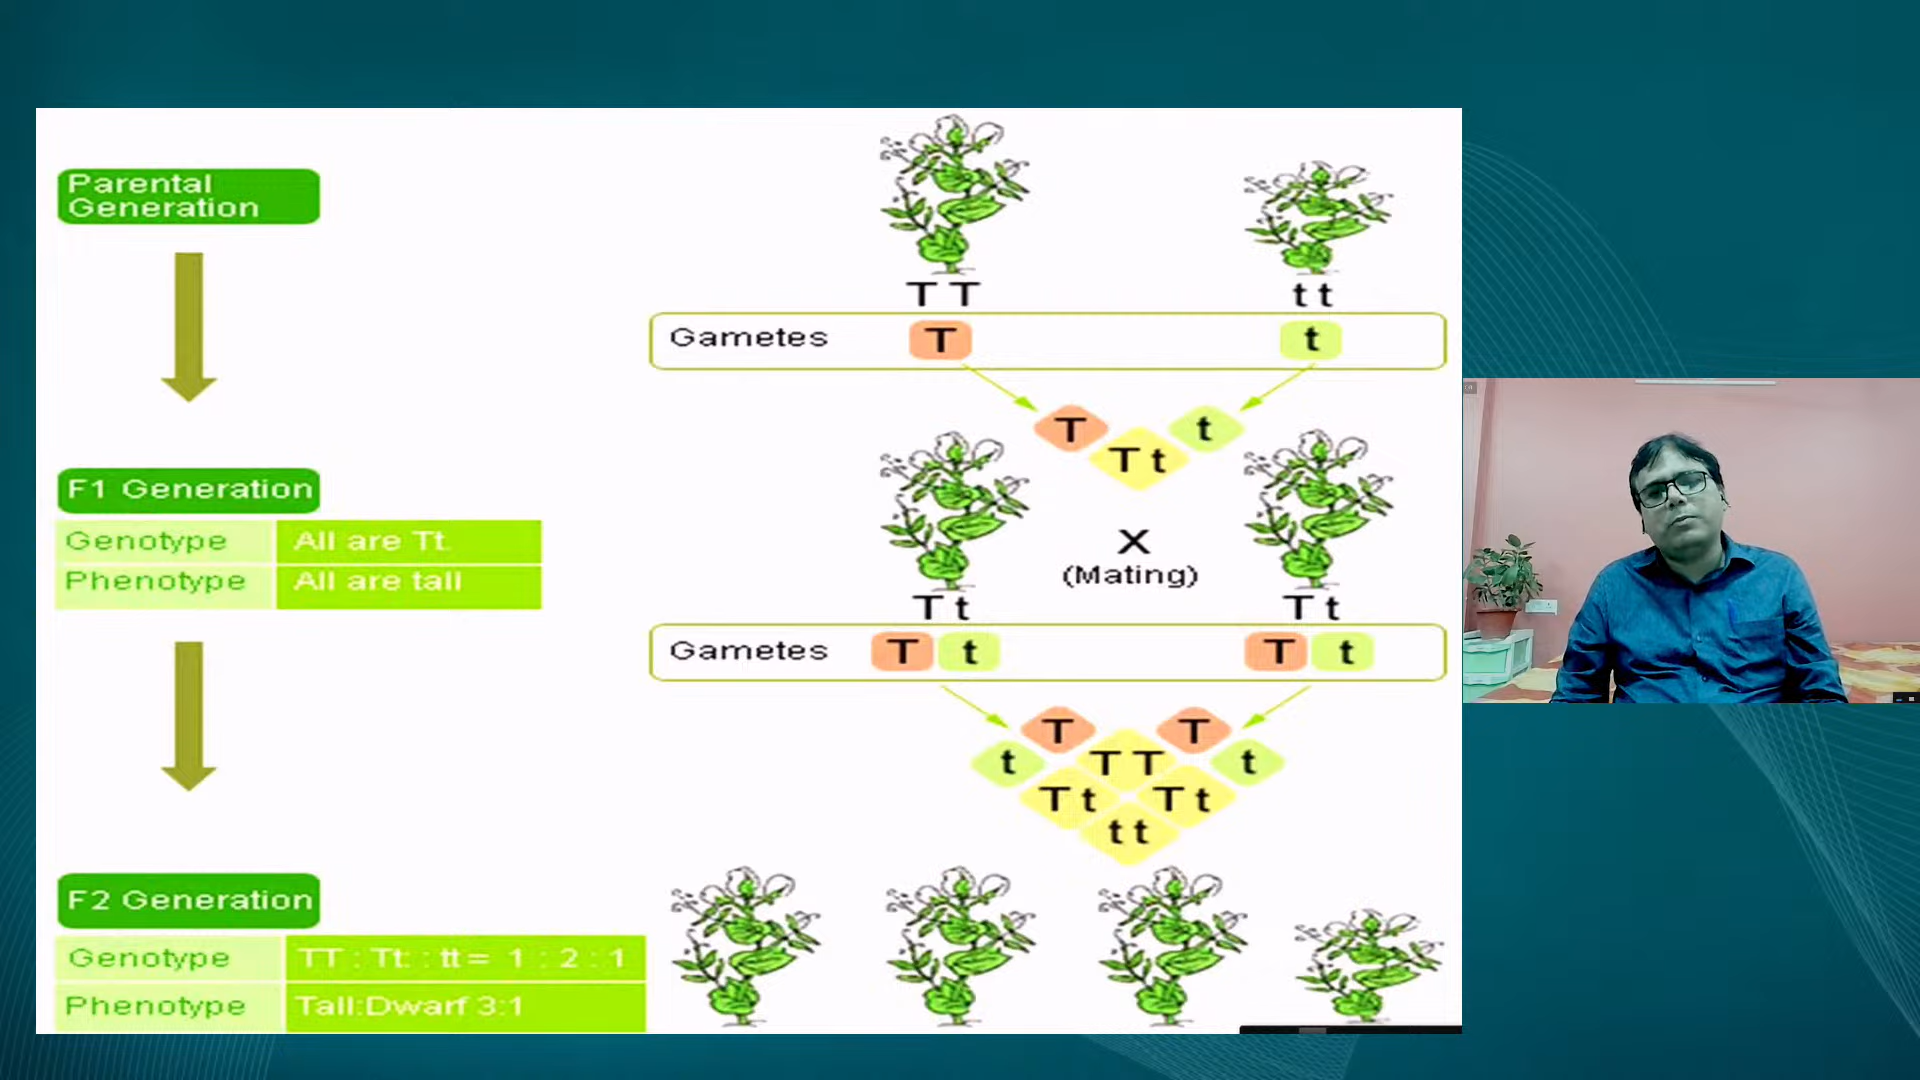 Parental
Generation
T T
t t
Gametes
T
t
T
t
T t
F1 Generation
Genotype
All are Tt.
Phenotype
All are tall
X
(Mating)
T t
T t
Gametes
T
t
T
t
T
T
t
T T
t
T t
T t
t t
F2 Generation
Genotype
TT : Tt : tt = 1 : 2 : 1
Phenotype
Tall:Dwarf 3:1